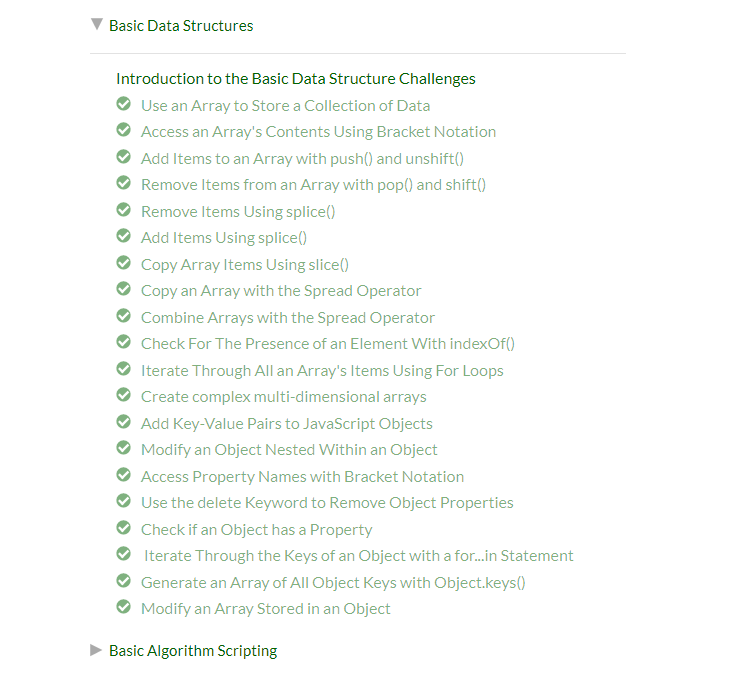 Basic Data Structures
Introduction to the Basic Data Structure Challenges
Use an Array to Store a Collection of Data
Access an Array's Contents Using Bracket Notation
Add Items to an Array with push() and unshift()
Remove Items from an Array with pop() and shift()
Remove Items Using splice()
Add Items Using splice()
Copy Array Items Using slice()
Copy an Array with the Spread Operator
Combine Arrays with the Spread Operator
Check For The Presence of an Element With indexOf()
Iterate Through All an Array's Items Using For Loops
Create complex multi-dimensional arrays
Add Key-Value Pairs to JavaScript Objects
Modify an Object Nested Within an Object
Access Property Names with Bracket Notation
Use the delete Keyword to Remove Object Properties
Check if an Object has a Property
Iterate Through the Keys of an Object with a for...in Statement
Generate an Array of All Object Keys with Object.keys()
Modify an Array Stored in an Object
Basic Algorithm Scripting